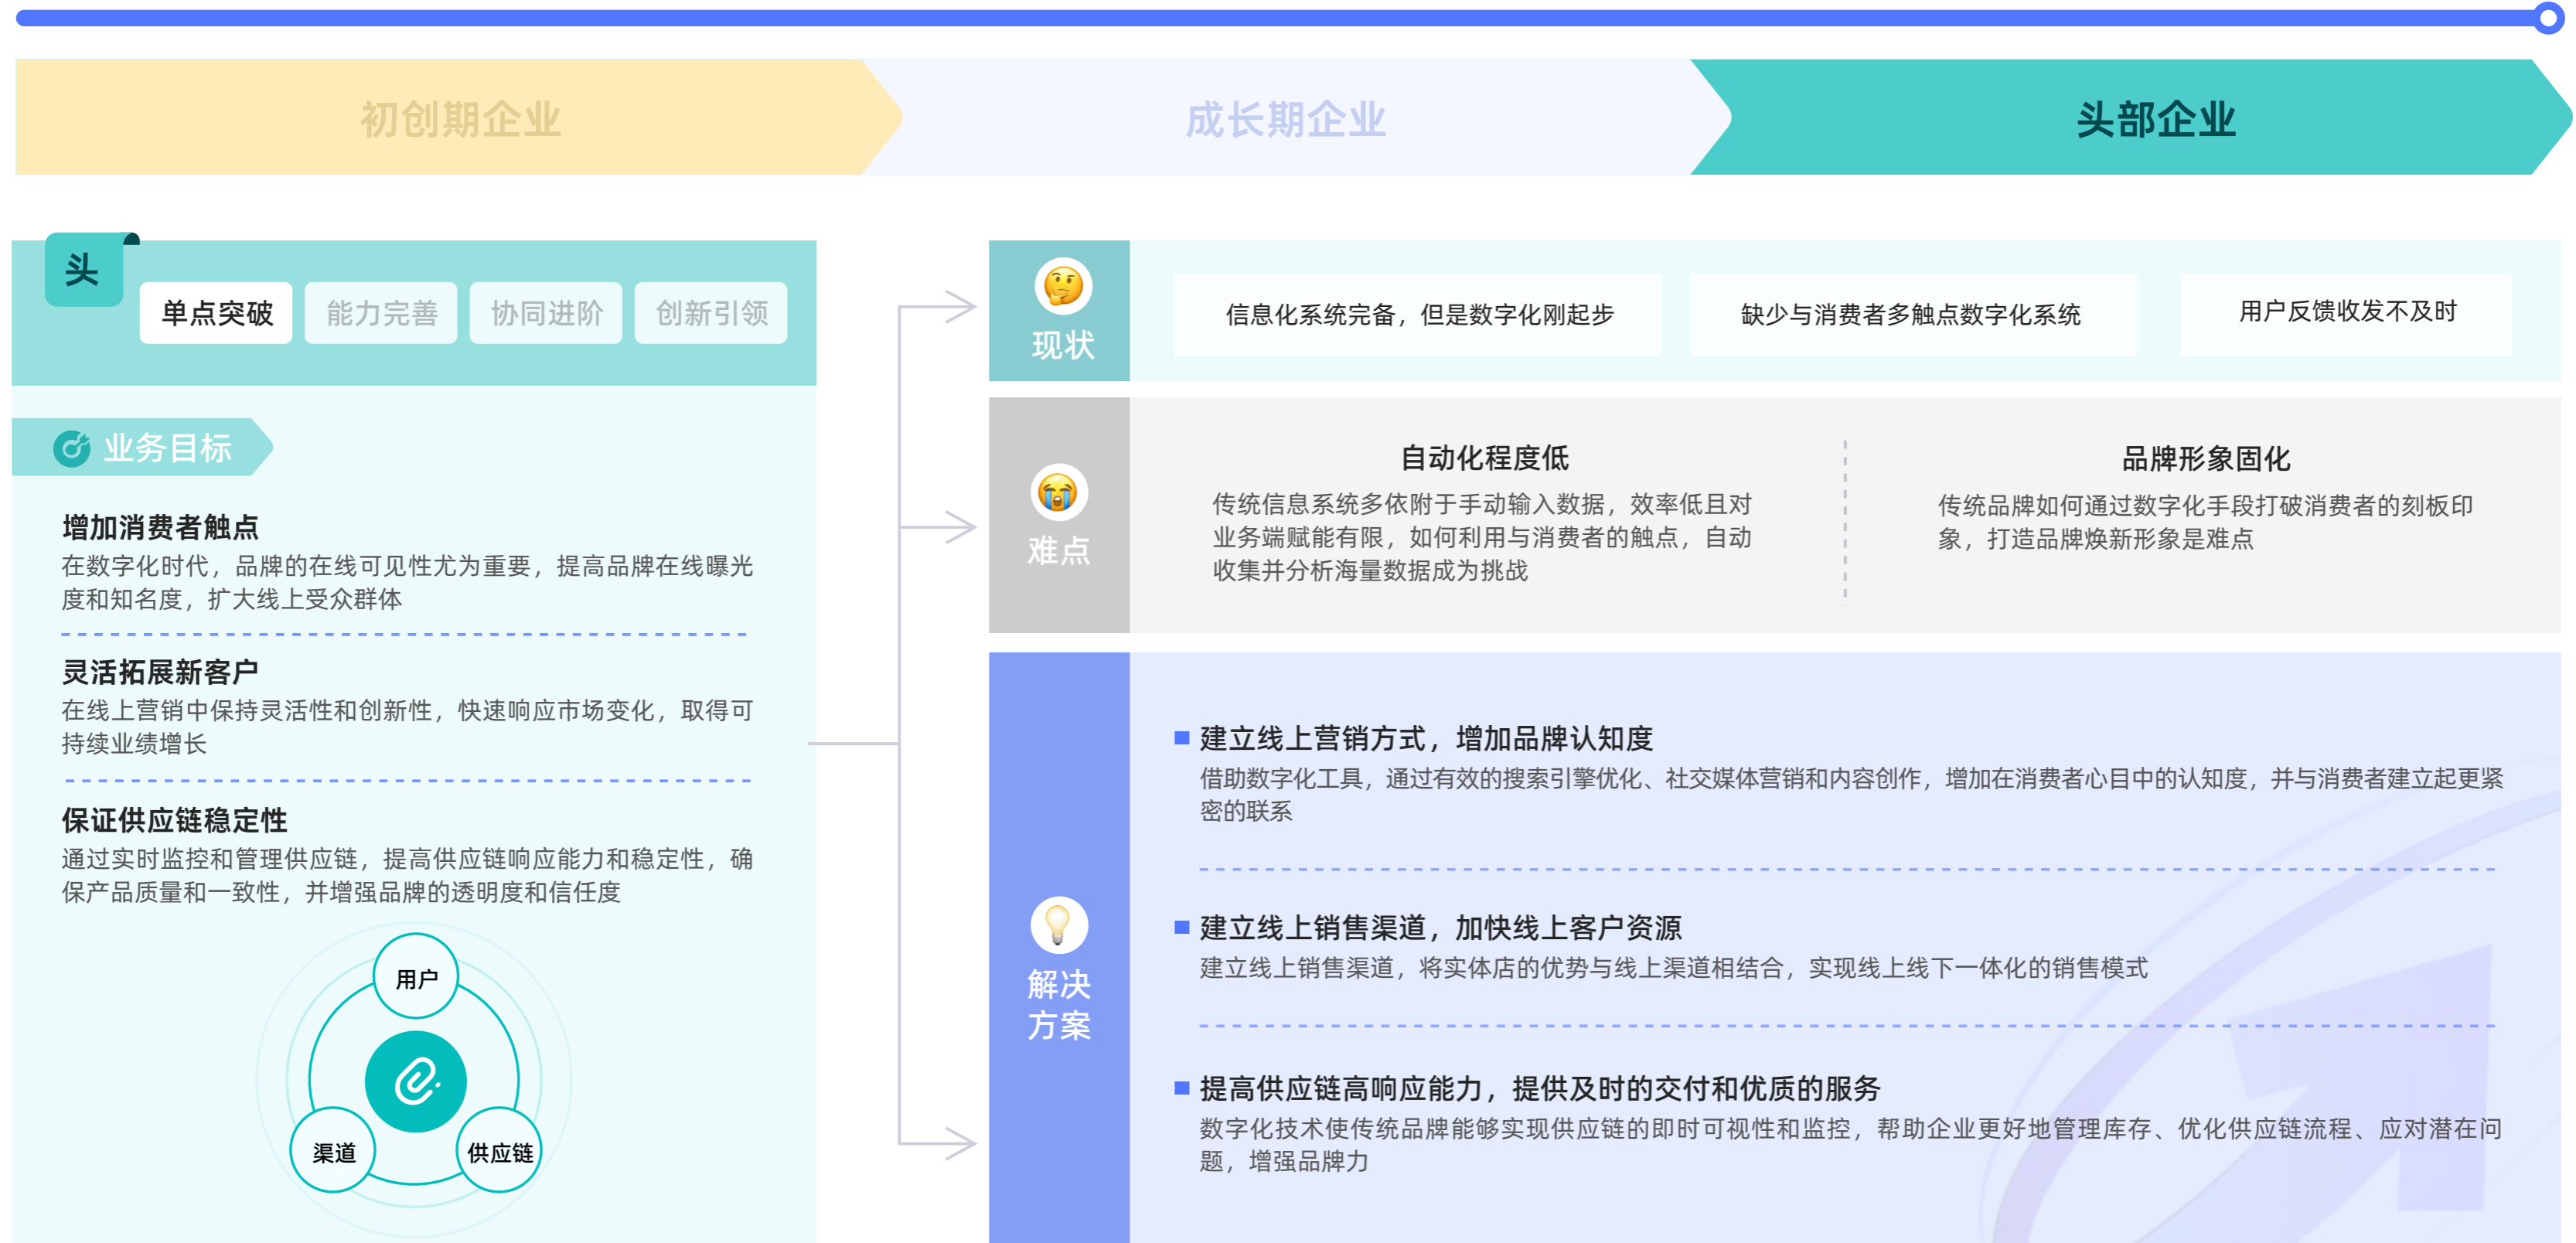 初创期企业
成长期企业
头部企业
头
单点突破
能力完善
协同进阶
创新引领
业务目标
增加消费者触点
在数字化时代，品牌的在线可见性尤为重要，提高品牌在线曝光
度和知名度，扩大线上受众群体
灵活拓展新客户
在线上营销中保持灵活性和创新性，快速响应市场变化，取得可
持续业绩增长
保证供应链稳定性
通过实时监控和管理供应链，提高供应链响应能力和稳定性，确
保产品质量和一致性，并增强品牌的透明度和信任度
用户
渠道
供应链
现状
信息化系统完备，但是数字化刚起步
缺少与消费者多触点数字化系统
用户反馈收发不及时
难点
自动化程度低
传统信息系统多依附于手动输入数据，效率低且对
业务端赋能有限，如何利用与消费者的触点，自动
收集并分析海量数据成为挑战
品牌形象固化
传统品牌如何通过数字化手段打破消费者的刻板印
象，打造品牌焕新形象是难点
解决
方案
建立线上营销方式，增加品牌认知度
借助数字化工具，通过有效的搜索引擎优化、社交媒体营销和内容创作，增加在消费者心目中的认知度，并与消费者建立起更紧
密的联系
建立线上销售渠道，加快线上客户资源
建立线上销售渠道，将实体店的优势与线上渠道相结合，实现线上线下一体化的销售模式
提高供应链高响应能力，提供及时的交付和优质的服务
数字化技术使传统品牌能够实现供应链的即时可视性和监控，帮助企业更好地管理库存、优化供应链流程、应对潜在问
题，增强品牌力